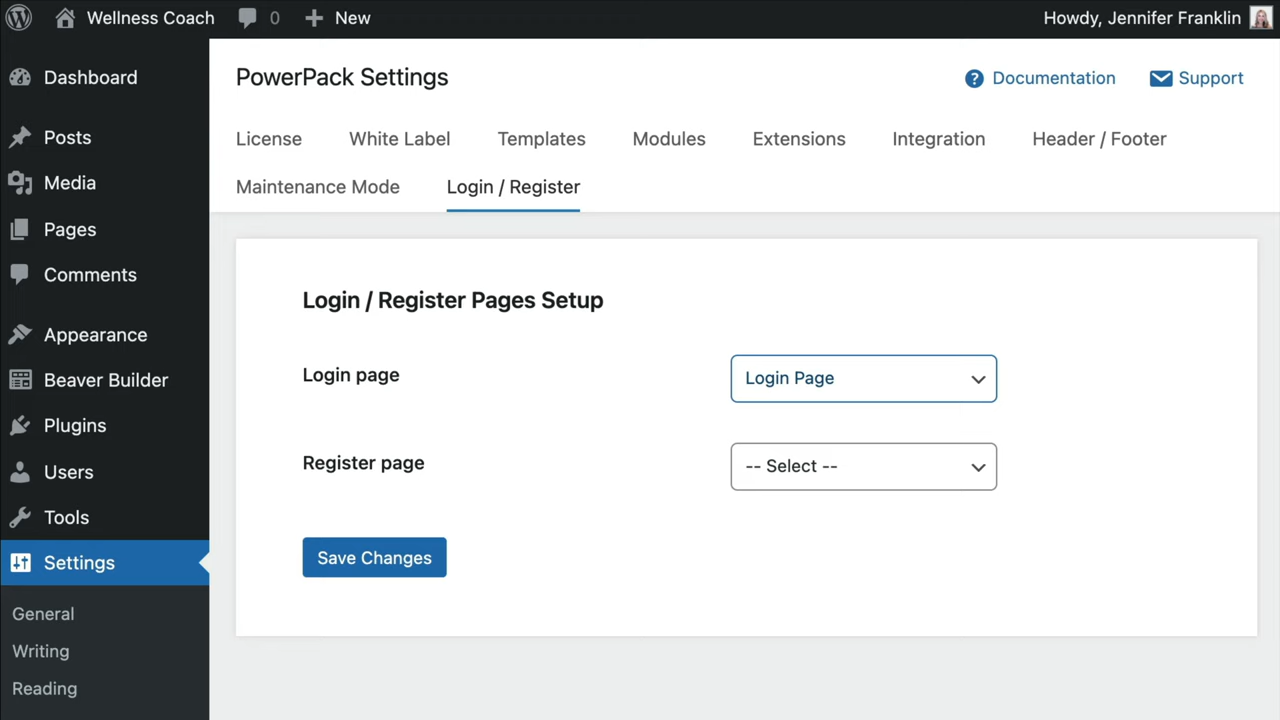 Wellness Coach 0 New Howdy, Jennifer Franklin
Dashboard
Posts
Media
Pages
Comments
Appearance
Beaver Builder
Plugins
Users
Tools
Settings
General
Writing
Reading
PowerPack Settings
Documentation Support
License White Label Templates Modules Extensions Integration Header / Footer
Maintenance Mode Login / Register
Login / Register Pages Setup
Login page Login Page
Register page -- Select --
Save Changes